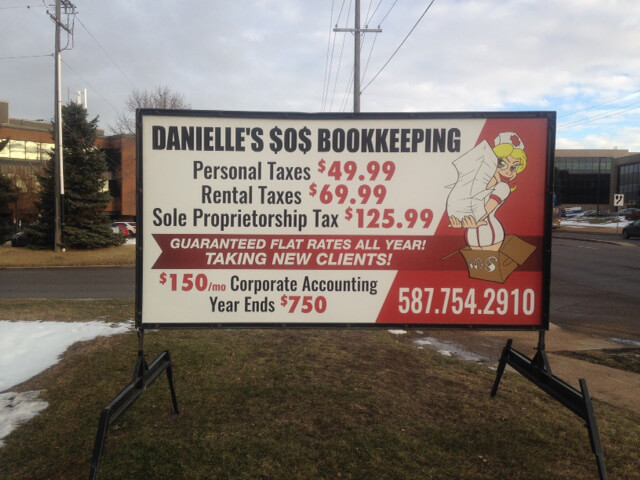 DANIELLE'S $O$ BOOKKEEPING
Personal Taxes $49.99
Rental Taxes $69.99
Sole Proprietorship Tax $125.99
GUARANTEED FLAT RATES ALL YEAR!
TAKING NEW CLIENTS!
$150/mo Corporate Accounting
Year Ends $750
587.754.2910